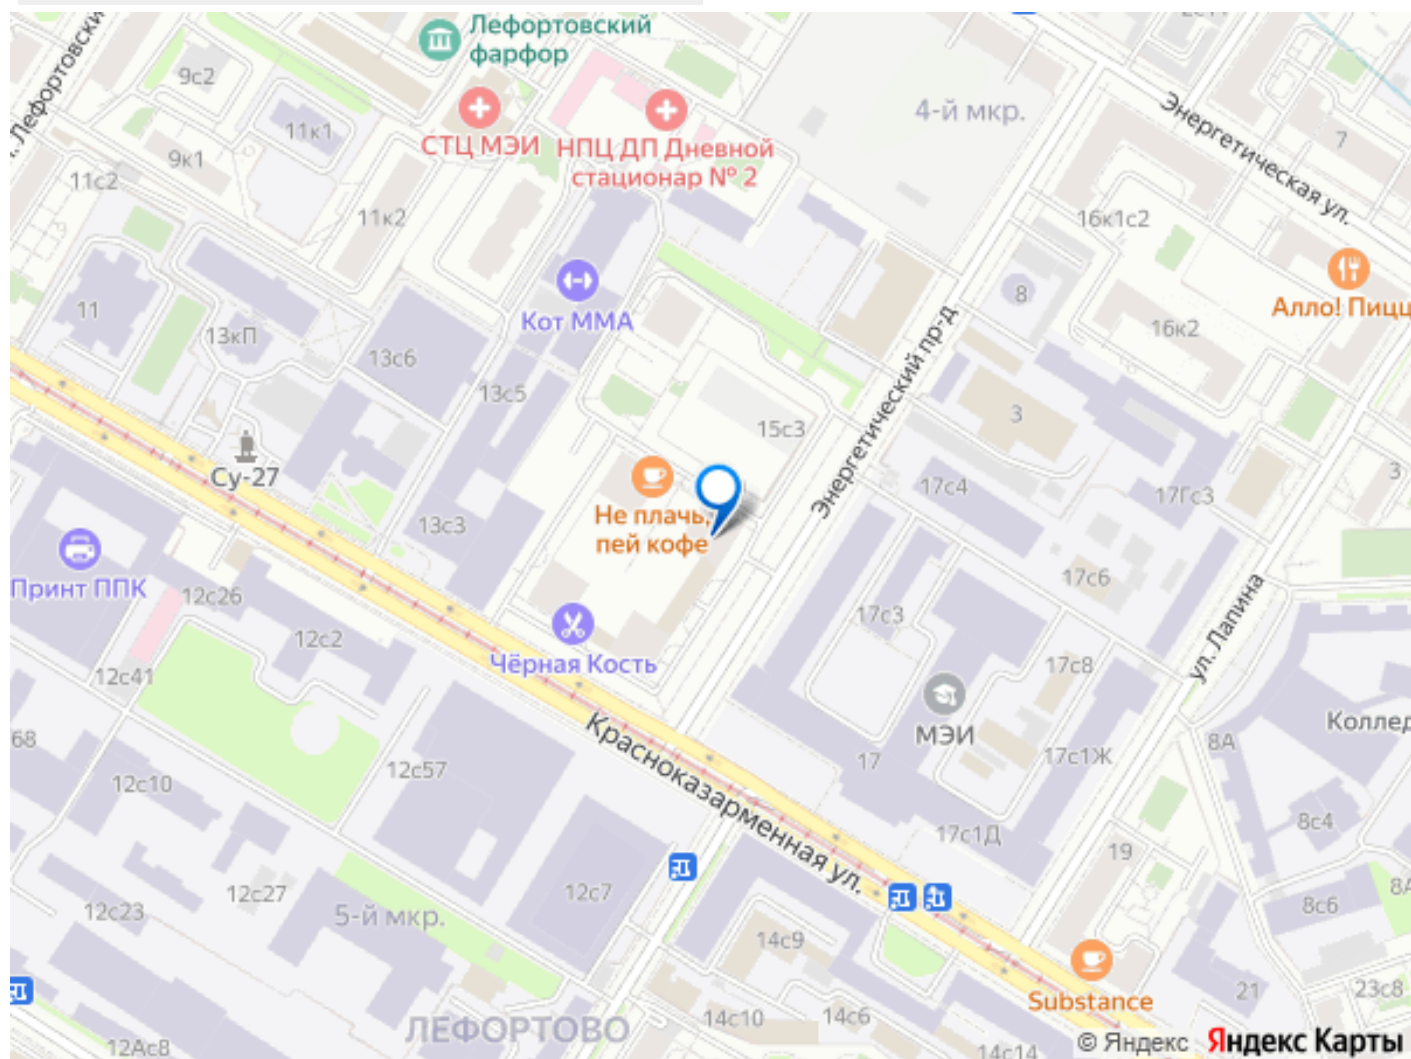 Лефортовский
фарфор
Лефортовски
9с2
11к1
4-й мкр.
Энергетическая ул.
7
СТЦ МЭИ
НПЦ ДП Дневной
стационар № 2
9к1
11с2
11к2
16к1с2
8
Алло! Пицц
11
13кП
Кот ММА
16к2
13с6
13с5
Энергетический пр-д
15с3
3
Су-27
17с4
17Гс3
3
13с3
Не плачь,
пей кофе
Принт ППК
12с26
17с6
ул. Лапина
12с2
17с3
Чёрная Кость
12с41
17с8
МЭИ
Коллед
68
Красноказарменная ул.
8А
12с10
12с57
17
17с1Ж
8с4
17с1Д
19
12с27
12с7
8А
12с23
5-й мкр.
8с6
14с9
Substance
21
23с8
ЛЕФОРТОВО
14с10
14с6
12Ас8
14с14
© Яндекс Яндекс Карты